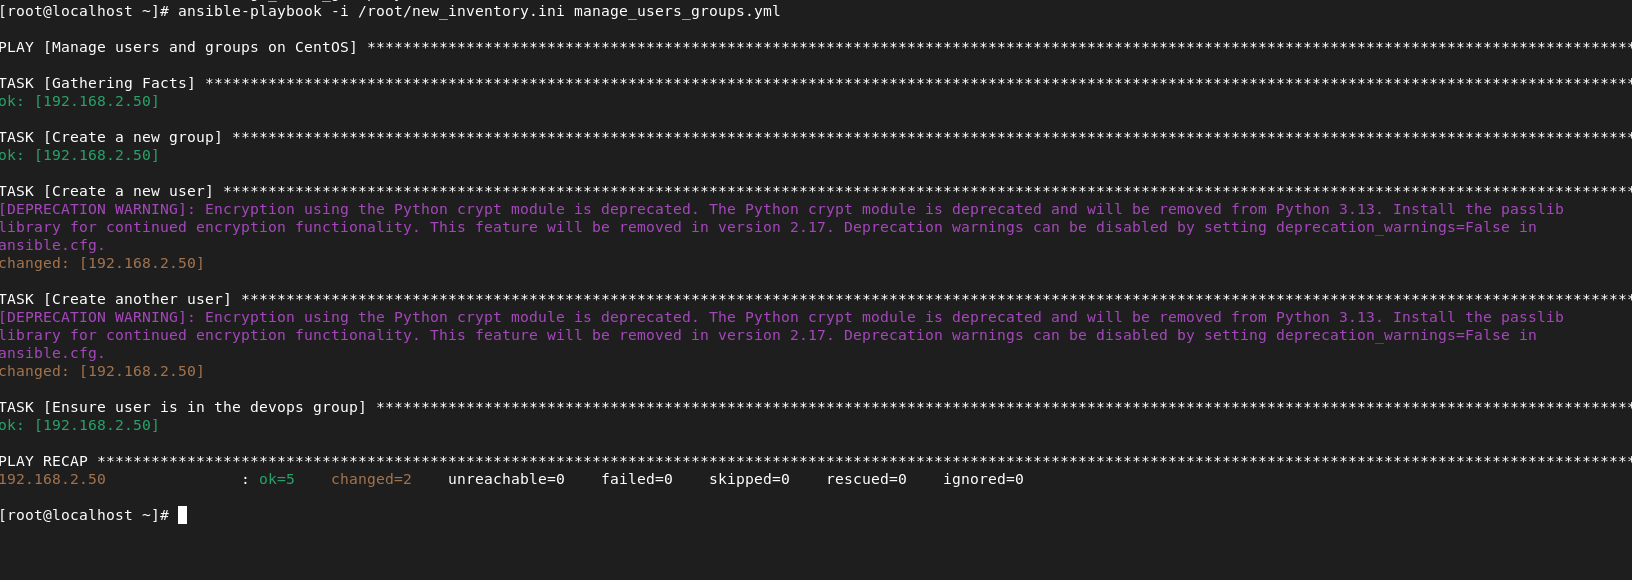 [root@localhost ~]# ansible-playbook -i /root/new_inventory.ini manage_users_groups.yml
PLAY [Manage users and groups on CentOS] *********************************************************************************************************************************************
TASK [Gathering Facts] ***************************************************************************************************************************************************************
ok: [192.168.2.50]
TASK [Create a new group] ************************************************************************************************************************************************************
ok: [192.168.2.50]
TASK [Create a new user] *************************************************************************************************************************************************************
[DEPRECATION WARNING]: Encryption using the Python crypt module is deprecated. The Python crypt module is deprecated and will be removed from Python 3.13. Install the passlib
library for continued encryption functionality. This feature will be removed in version 2.17. Deprecation warnings can be disabled by setting deprecation_warnings=False in
ansible.cfg.
changed: [192.168.2.50]
TASK [Create another user] ***********************************************************************************************************************************************************
[DEPRECATION WARNING]: Encryption using the Python crypt module is deprecated. The Python crypt module is deprecated and will be removed from Python 3.13. Install the passlib
library for continued encryption functionality. This feature will be removed in version 2.17. Deprecation warnings can be disabled by setting deprecation_warnings=False in
ansible.cfg.
changed: [192.168.2.50]
TASK [Ensure user is in the devops group] ********************************************************************************************************************************************
ok: [192.168.2.50]
PLAY RECAP ***************************************************************************************************************************************************************************
192.168.2.50               : ok=5    changed=2    unreachable=0    failed=0    skipped=0    rescued=0    ignored=0
[root@localhost ~]#